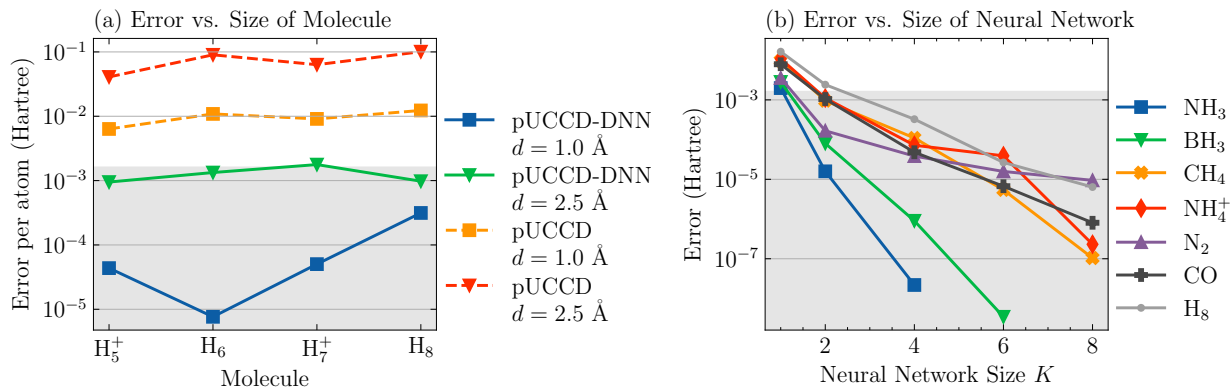 (a) Error vs. Size of Molecule
Error per atom (Hartree)
10⁻¹
10⁻²
10⁻³
10⁻⁴
10⁻⁵
H₅⁺ H₆ H₇⁺ H₈
Molecule
pUCCD-DNN
d = 1.0 Å
pUCCD-DNN
d = 2.5 Å
pUCCD
d = 1.0 Å
pUCCD
d = 2.5 Å
(b) Error vs. Size of Neural Network
Error (Hartree)
10⁻³
10⁻⁵
10⁻⁷
2 4 6 8
Neural Network Size K
NH₃
BH₃
CH₄
NH₄⁺
N₂
CO
H₈